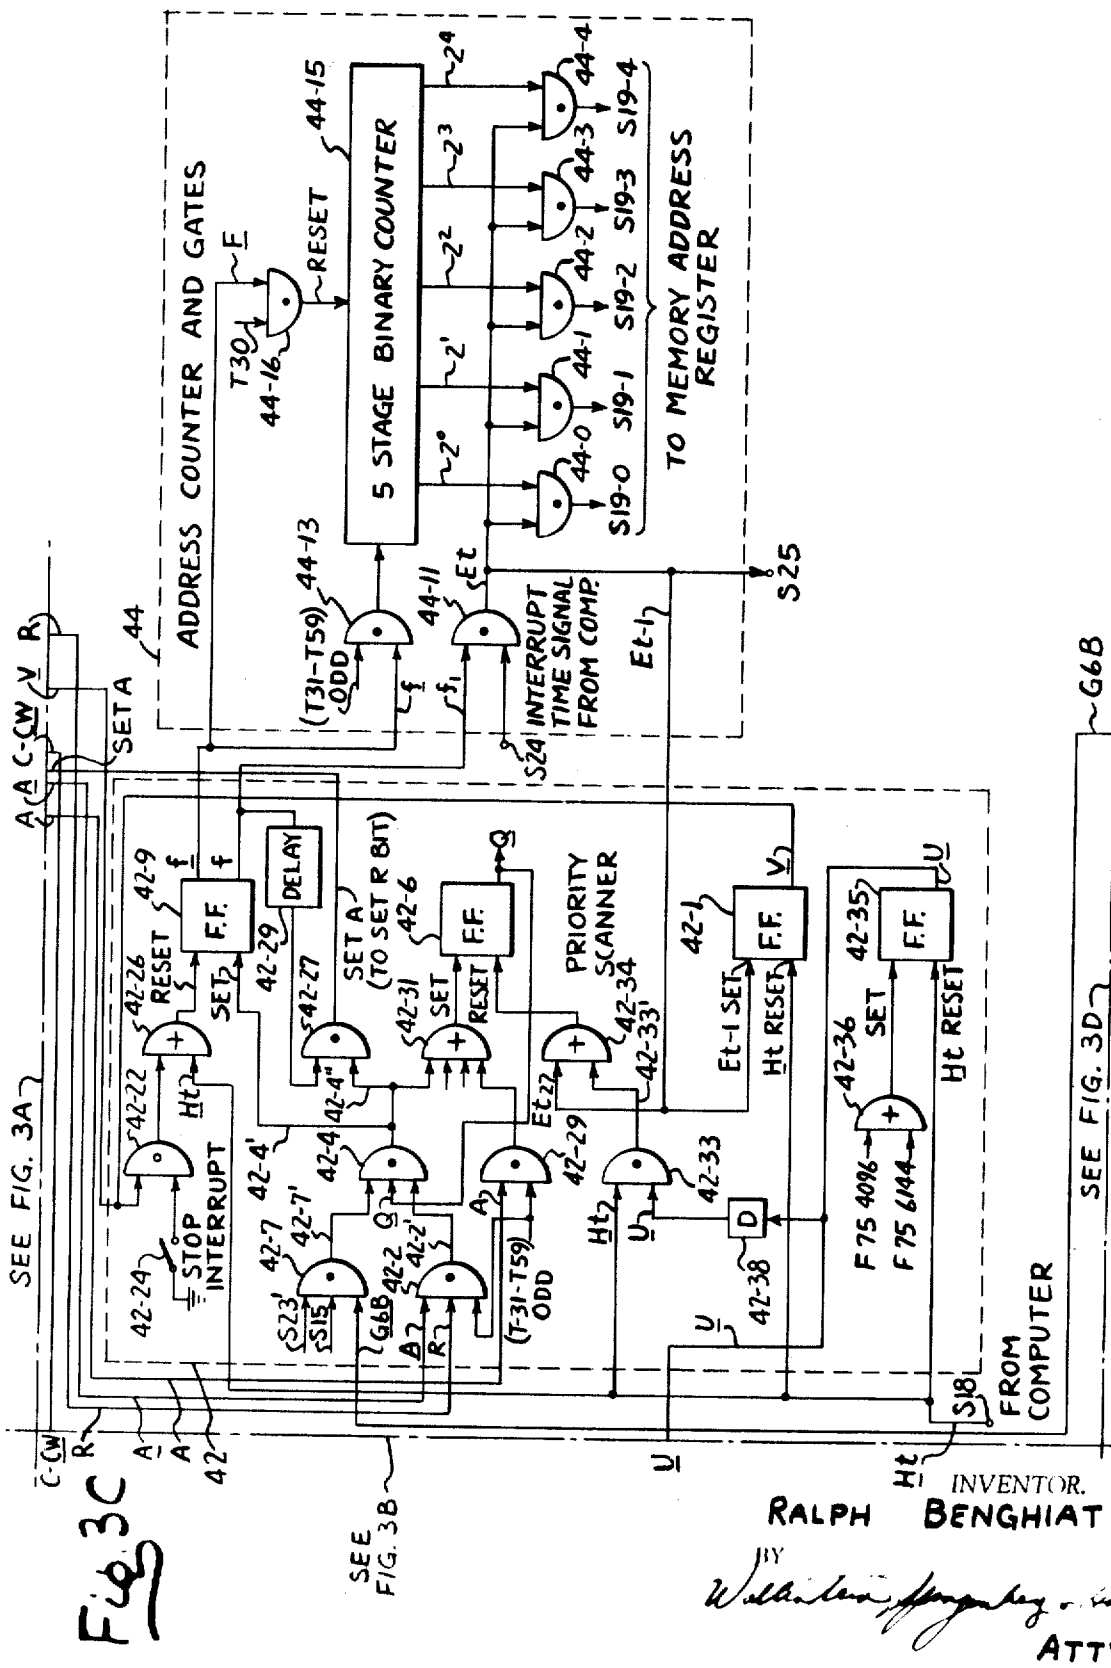 Fig. 3C
SEE FIG. 3A
A A C-CW V R
SET A
C-CW
R
A
A
42
SEE
FIG. 3B
44
ADDRESS COUNTER AND GATES
T30
F
44-16
RESET
44-15
5 STAGE BINARY COUNTER
2⁰
2¹
2²
2³
2⁴
44-0
44-1
44-2
44-3
44-4
S19-0
S19-1
S19-2
S19-3
S19-4
TO MEMORY ADDRESS
REGISTER
(T31-T59)
ODD
44-13
f
44-11
f1
Et
S24 INTERRUPT
TIME SIGNAL
FROM COMP.
Et-1
S25
42-24
STOP
INTERRUPT
42-22
42-26
RESET
42-9
Ht
SET
F.F.
f
f
DELAY
42-29
42-27
SET A
(TO SET R BIT)
42-4'
42-4"
42-4
42-7'
42-7
S23'
S15
G6B
Q
42-2
42-2'
A
R
(T-31-T59)
ODD
A
42-29
42-31
SET
RESET
42-6
F.F.
Q
PRIORITY
SCANNER
Et22
42-34
42-33'
42-33
Ht
U
D
42-38
U
Et-1 SET
Ht RESET
42-1
F.F.
V
42-36
F75 4096
F75 6144
SET
Ht RESET
42-35
F.F.
U
U
Ht
S18
FROM
COMPUTER
SEE FIG. 3D
G6B
INVENTOR.
RALPH BENGHIAT
BY